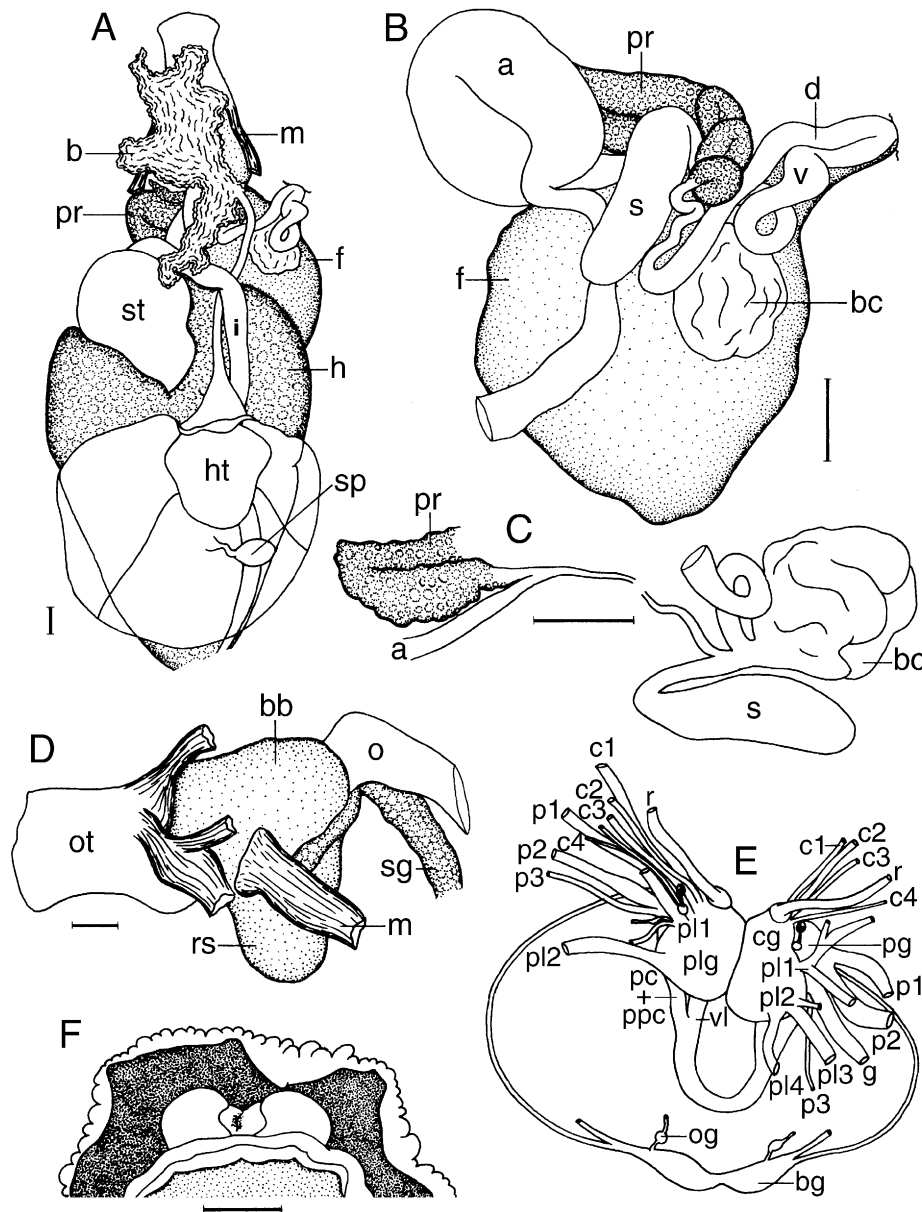 A
m
b
pr
f
st
i
h
ht
sp
B
a
pr
d
s
v
f
bc
C
pr
a
bc
s
D
bb
o
ot
sg
m
rs
E
c1
c2
c3
r
p1
c4
p2
p3
pl1
pl2
plg
pc
+
ppc
vl
c1
c2
c3
r
c4
cg
pg
pl1
p1
pl2
p2
g
pl3
p3
pl4
og
bg
F